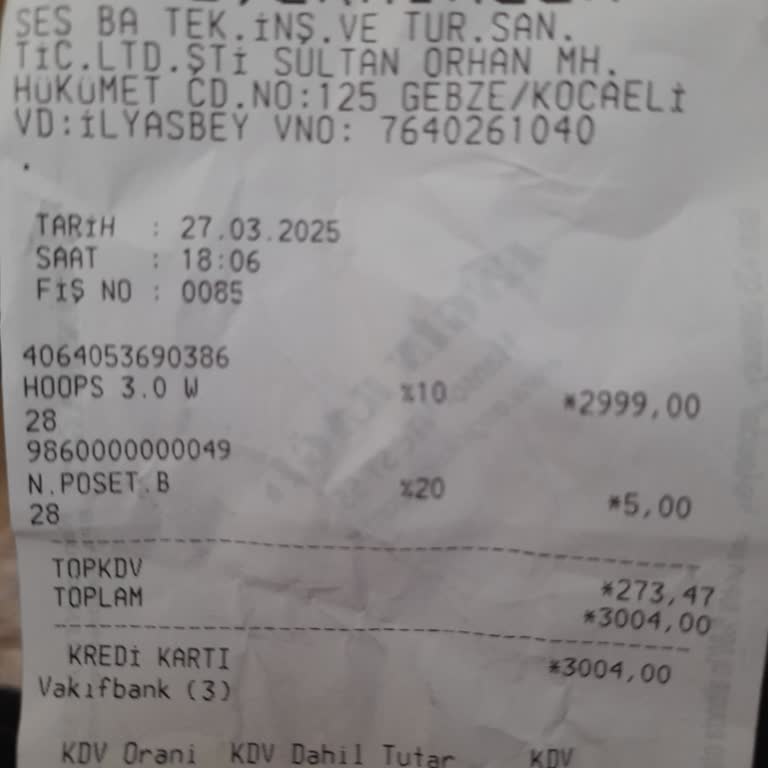 SES BA TEK.İNŞ.VE TUR.SAN.
TİC.LTD.ŞTİ SULTAN ORHAN MH.
HÜKÜMET CD.NO:125 GEBZE/KOCAELİ
VD:İLYASBEY VNO: 7640261040
.
TARİH : 27.03.2025
SAAT : 18:06
FİŞ NO : 0085
4064053690386
HOOPS 3.0 W %10 *2999,00
28
9860000000049
N.POSET.B %20 *5,00
28
TOPKDV *273,47
TOPLAM *3004,00
KREDİ KARTI *3004,00
Vakıfbank (3)
KDV Orani KDV Dahil Tutar KDV